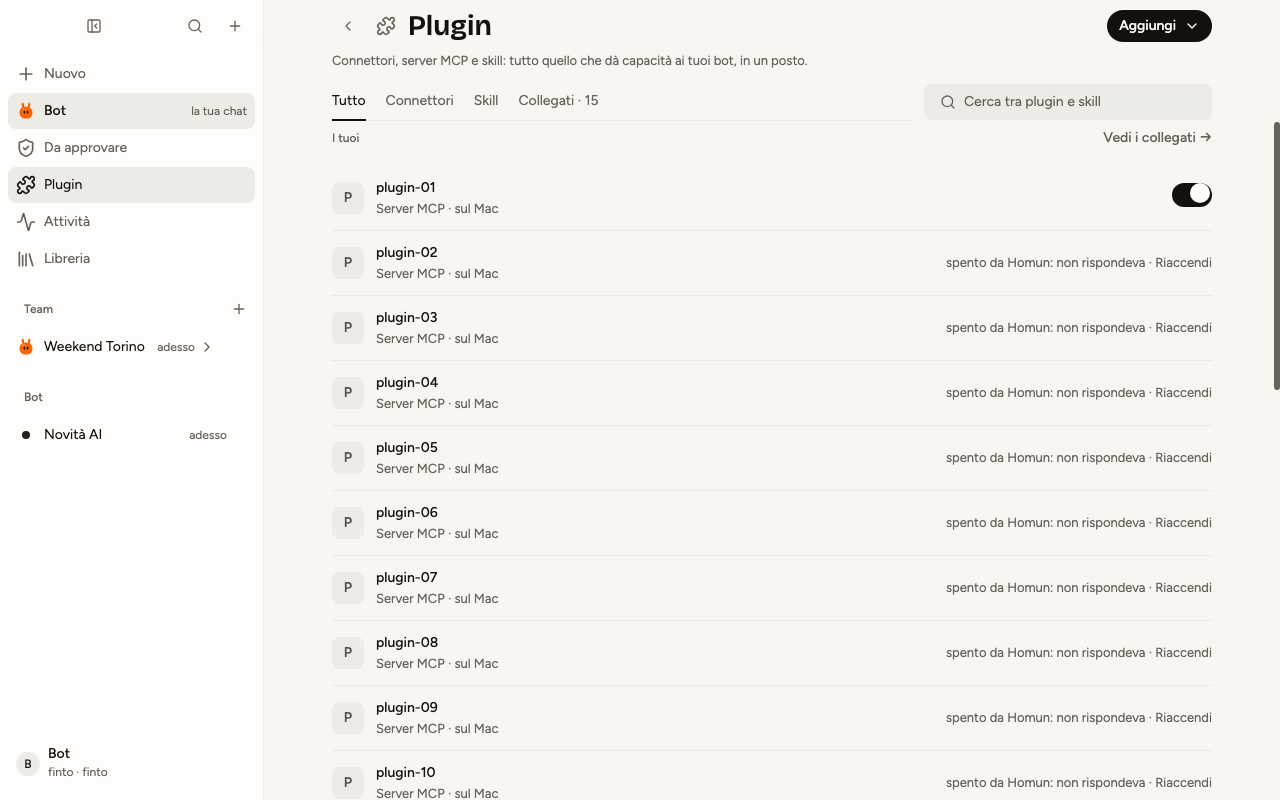 Plugin
Aggiungi
Connettori, server MCP e skill: tutto quello che dà capacità ai tuoi bot, in un posto.
Tutto Connettori Skill Collegati · 15
Cerca tra plugin e skill
I tuoi
Vedi i collegati →
P
plugin-01
Server MCP · sul Mac
P
plugin-02
Server MCP · sul Mac
spento da Homun: non rispondeva · Riaccendi
P
plugin-03
Server MCP · sul Mac
spento da Homun: non rispondeva · Riaccendi
P
plugin-04
Server MCP · sul Mac
spento da Homun: non rispondeva · Riaccendi
P
plugin-05
Server MCP · sul Mac
spento da Homun: non rispondeva · Riaccendi
P
plugin-06
Server MCP · sul Mac
spento da Homun: non rispondeva · Riaccendi
P
plugin-07
Server MCP · sul Mac
spento da Homun: non rispondeva · Riaccendi
P
plugin-08
Server MCP · sul Mac
spento da Homun: non rispondeva · Riaccendi
P
plugin-09
Server MCP · sul Mac
spento da Homun: non rispondeva · Riaccendi
P
plugin-10
Server MCP · sul Mac
spento da Homun: non rispondeva · Riaccendi
Nuovo
Bot la tua chat
Da approvare
Plugin
Attività
Libreria
Team
Weekend Torino adesso
Bot
Novità AI adesso
B
Bot
finto · finto